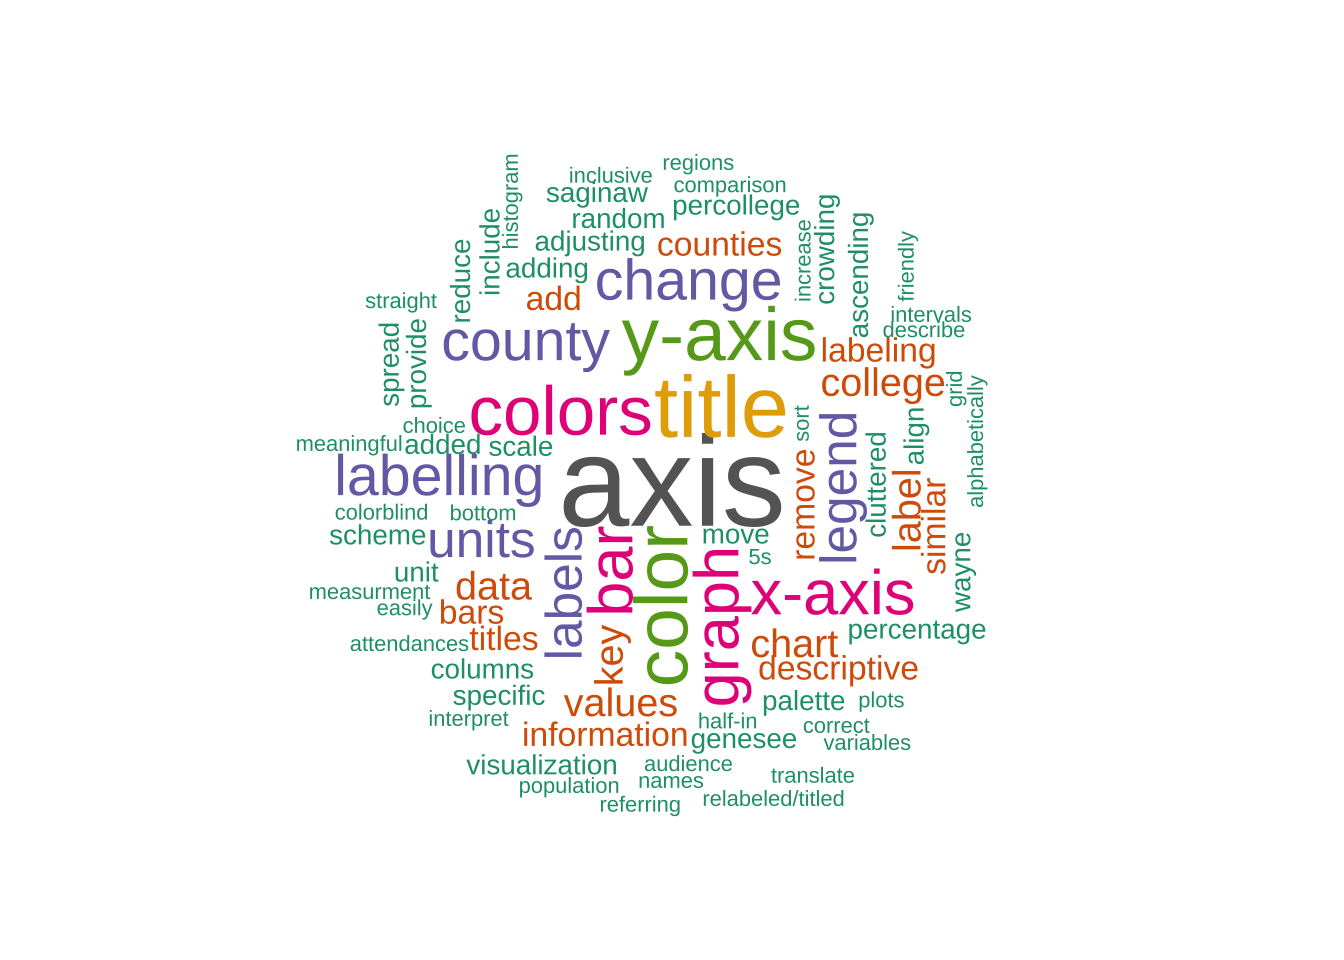 regions
inclusive
comparison
saginaw
percollege
histogram
random
include
crowding
increase
ascending
adjusting
counties
friendly
reduce
adding
change
add
straight
intervals
describe
y-axis
county
spread
provide
labeling
college
grid
alphabetically
title
colors
sort
choice
meaningful
added
scale
legend
align
cluttered
axis
labelling
remove
label
similar
colorblind
bottom
scheme
units
move
5s
wayne
labels
bar
color
graph
unit
x-axis
measurment
data
easily
bars
percentage
attendances
titles
key
chart
columns
descriptive
specific
values
palette
plots
interpret
half-in
correct
information
genesee
variables
visualization
audience
names
translate
population
referring
relabeled/titled